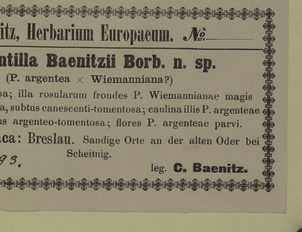 itz, Herbarium Europaeum. No
ntilla Baenitzii Borb. n. sp.
(P. argentea × Wiemanniana?)
oa; illa rosularum frondes P. Wiemannianae magis
a, subtus canescenti-tomentosa; caulina illis P. argenteae
us argenteo-tomentosa; flores P. argenteae parvi.
aca: Breslau. Sandige Orte an der alten Oder bei
Scheitnig.
93.
leg. C. Baenitz.